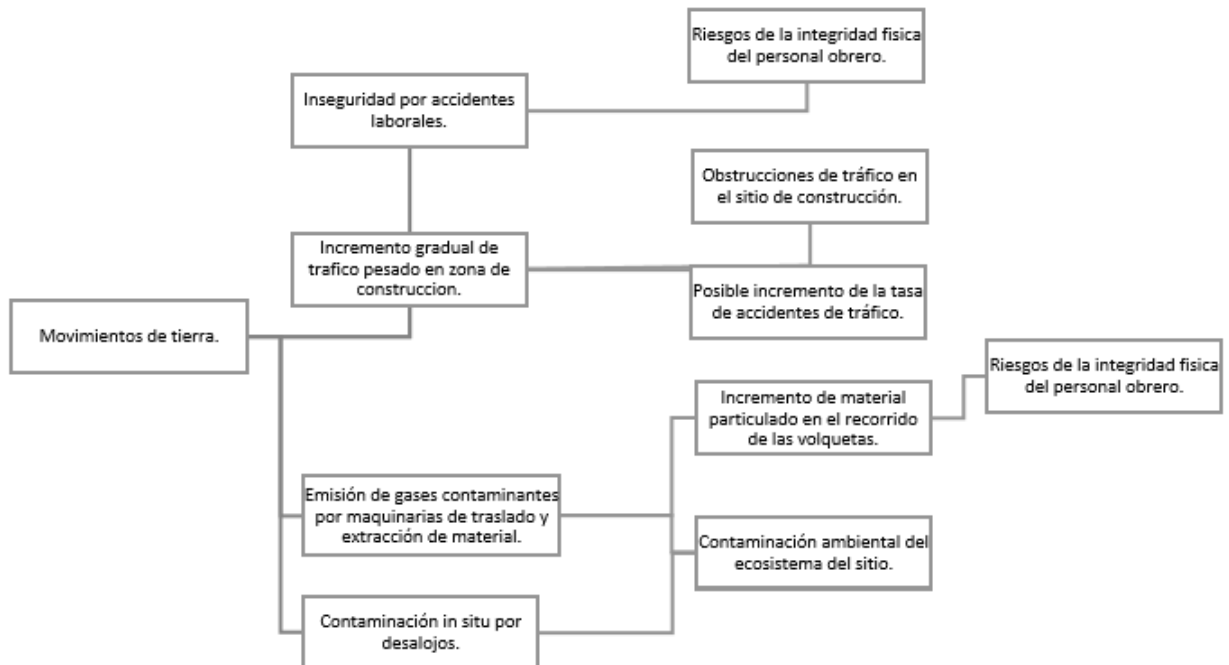 Riesgos de la integridad fisica
del personal obrero.
Inseguridad por accidentes
laborales.
Obstrucciones de tráfico en
el sitio de construcción.
Incremento gradual de
trafico pesado en zona de
construccion.
Posible incremento de la tasa
de accidentes de tráfico.
Movimientos de tierra.
Riesgos de la integridad fisica
del personal obrero.
Incremento de material
particulado en el recorrido
de las volquetas.
Emisión de gases contaminantes
por maquinarias de traslado y
extracción de material.
Contaminación ambiental del
ecosistema del sitio.
Contaminación in situ por
desalojos.